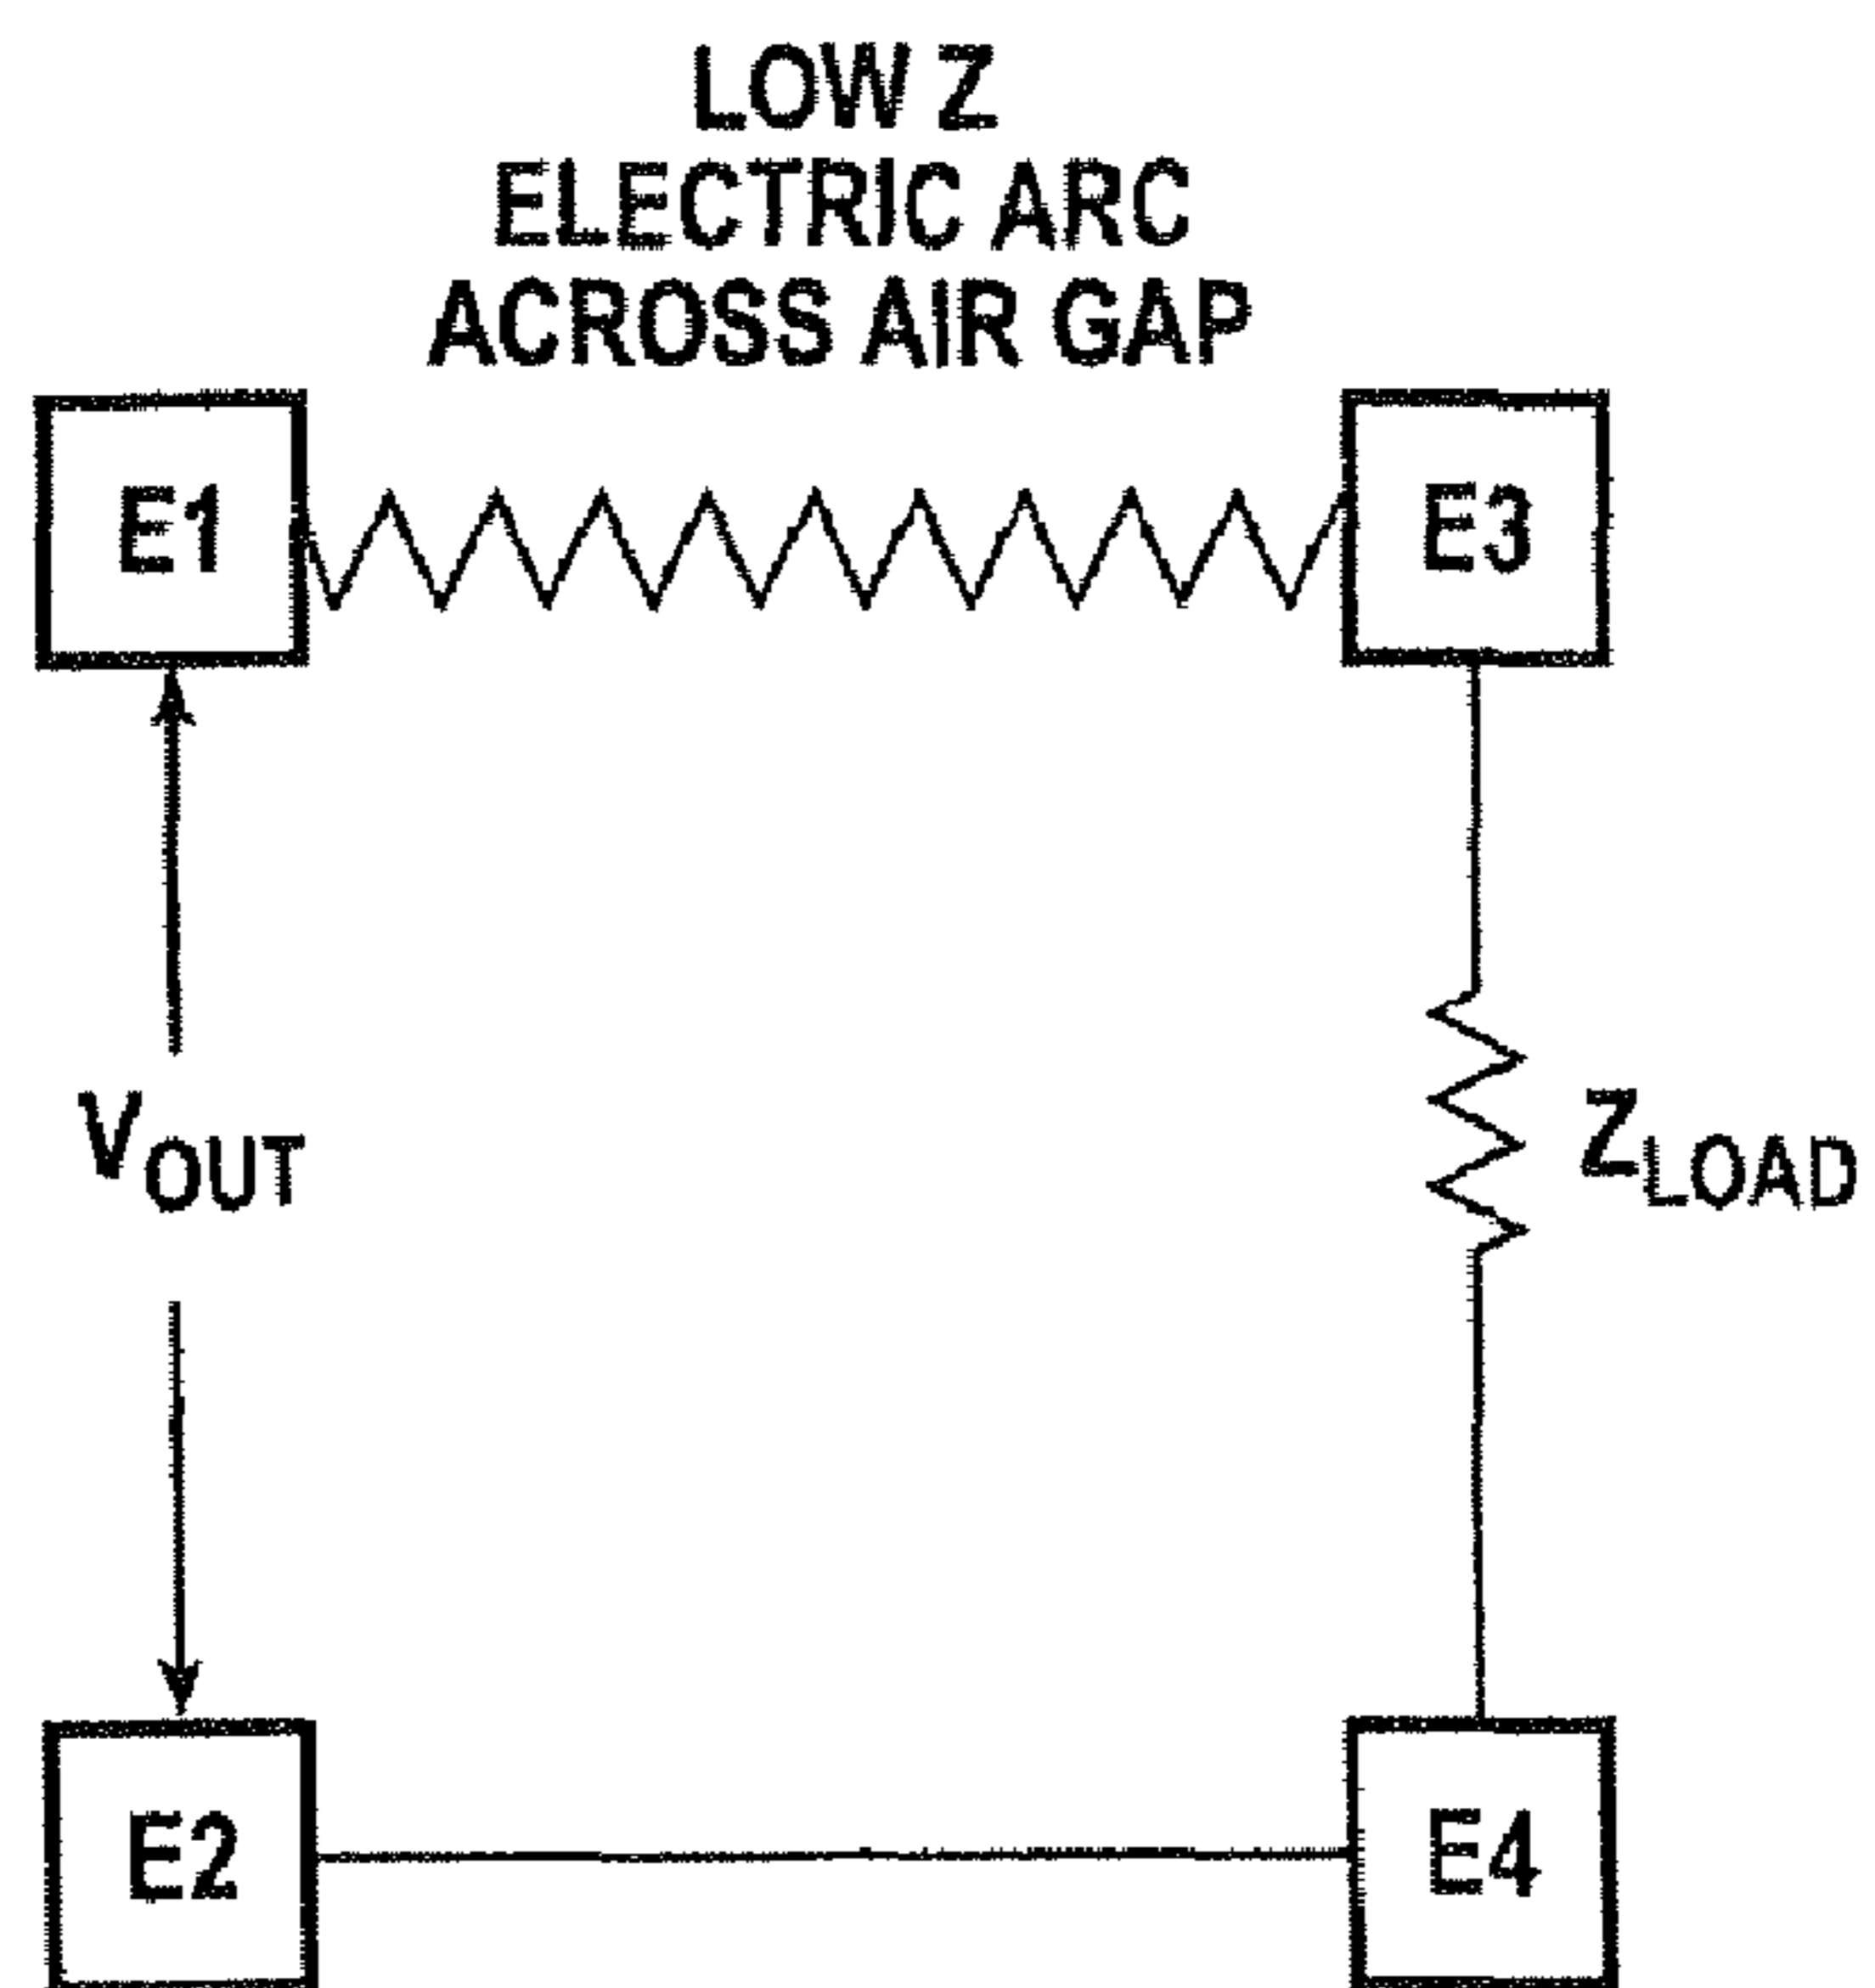 LOW Z
ELECTRIC ARC
ACROSS AIR GAP
E1
E3
VOUT
ZLOAD
E2
E4